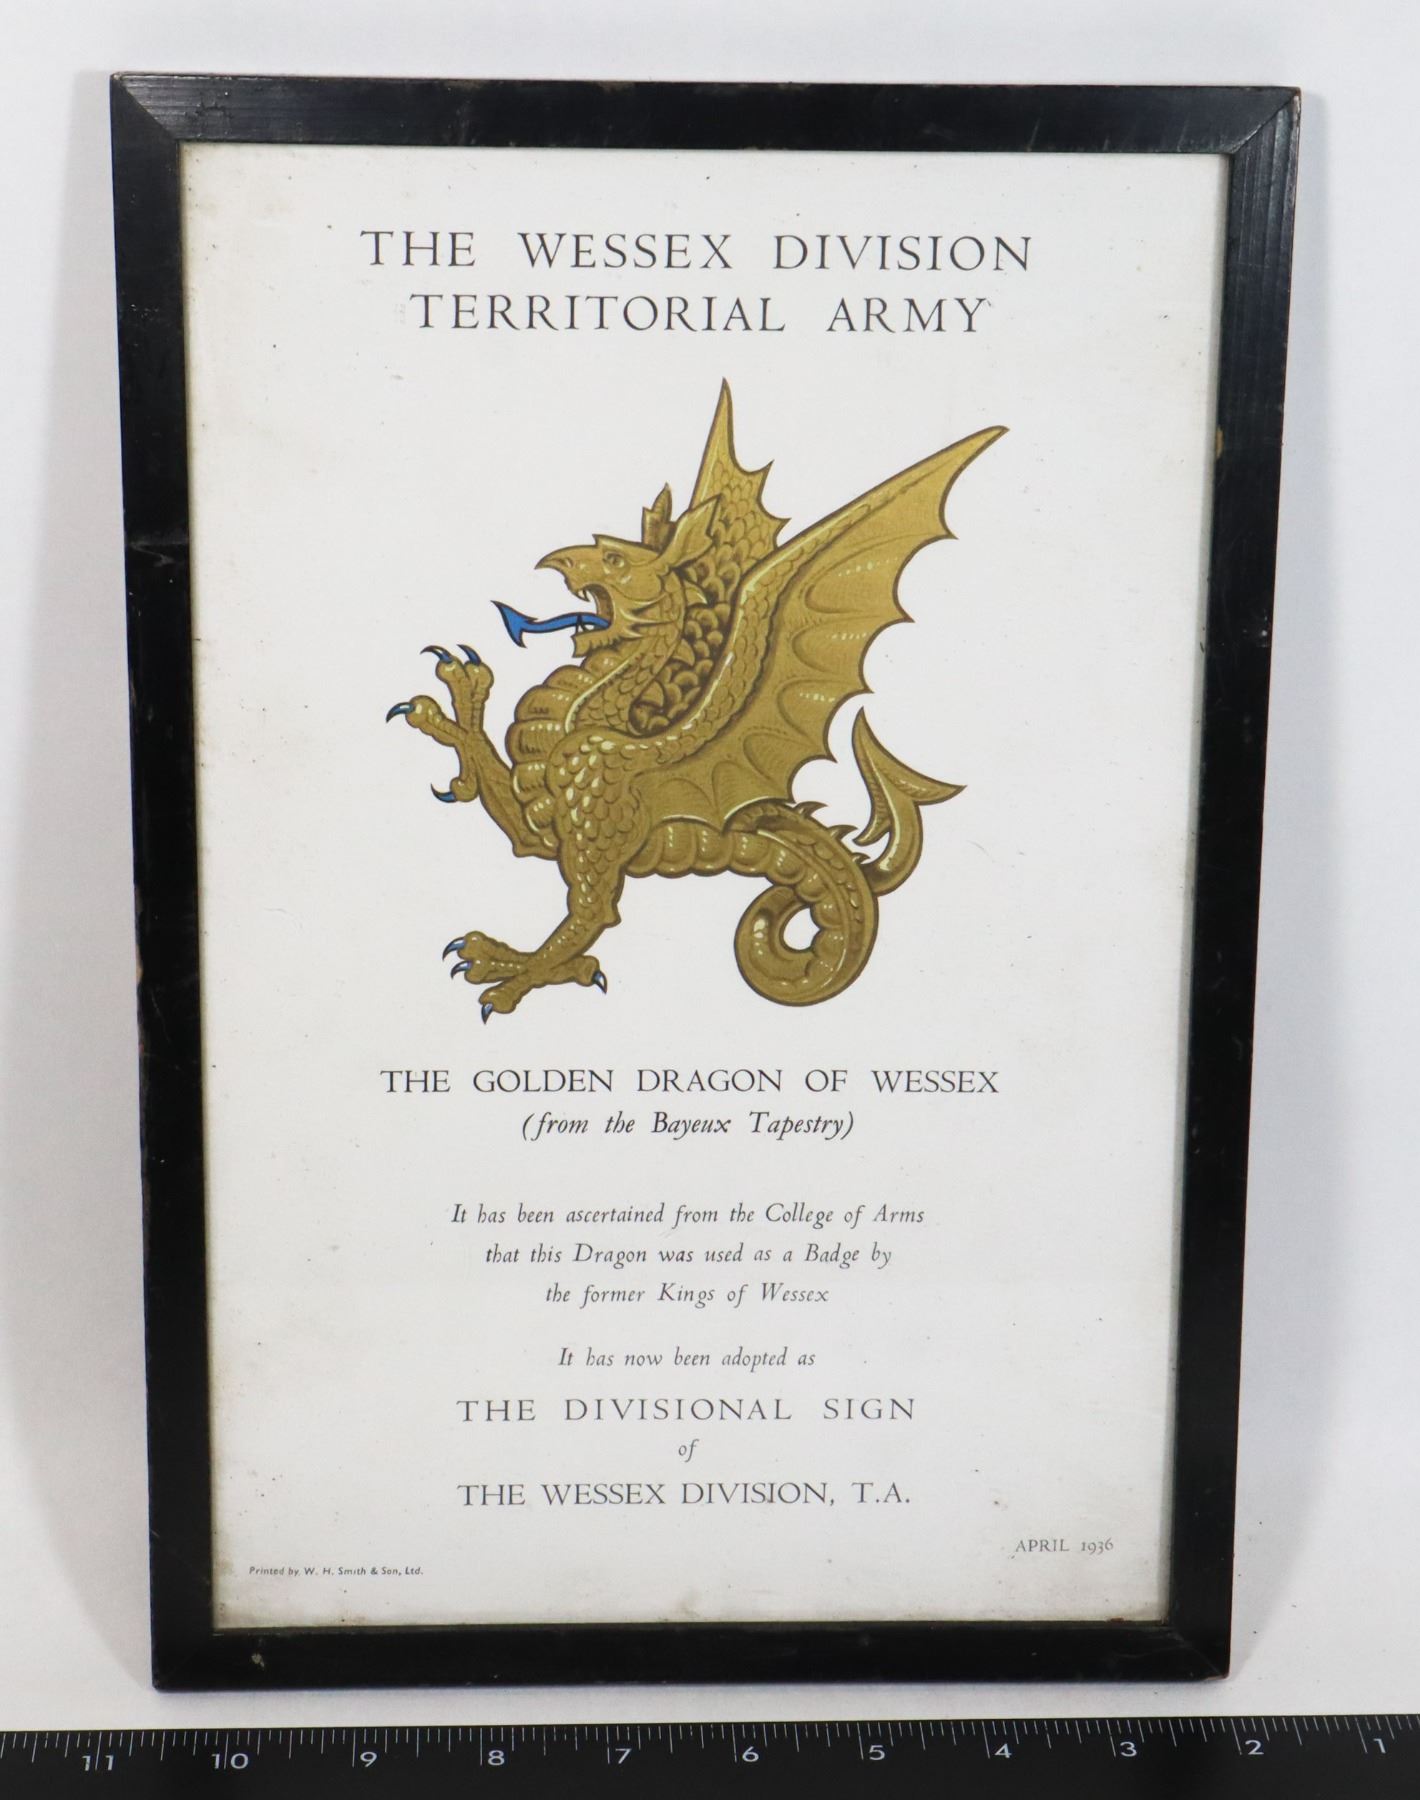 THE WESSEX DIVISION
TERRITORIAL ARMY
THE GOLDEN DRAGON OF WESSEX
(from the Bayeux Tapestry)
It has been ascertained from the College of Arms
that this Dragon was used as a Badge by
the former Kings of Wessex
It has now been adopted as
THE DIVISIONAL SIGN
of
THE WESSEX DIVISION, T.A.
APRIL 1936
Printed by W. H. Smith & Son, Ltd.
11 10 9 8 7 6 5 4 3 2 1